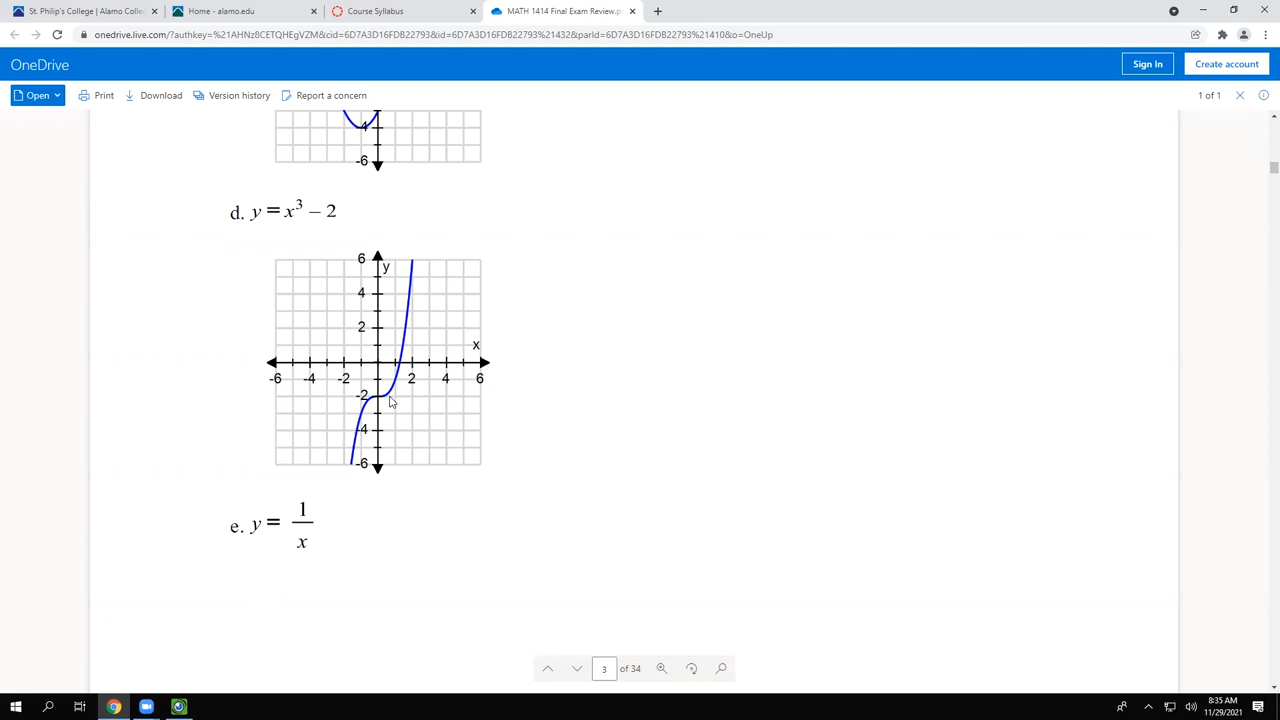 St. Philip's College | Alamo Colleg
Home - alamo.edu
Course Syllabus
MATH 1414 Final Exam Review.p
onedrive.live.com/?authkey=%21AHNz8CETQHEgVZM&cid=6D7A3D16FDB22793&id=6D7A3D16FDB22793%21432&parId=6D7A3D16FDB22793%21410&o=OneUp
OneDrive
Sign In
Create account
Open
Print
Download
Version history
Report a concern
1 of 1
-4
-6
d. y = x³ – 2
6
y
4
2
x
-6 -4 -2 2 4 6
-2
-4
-6
e. y = 1
x
3 of 34
8:35 AM
11/29/2021